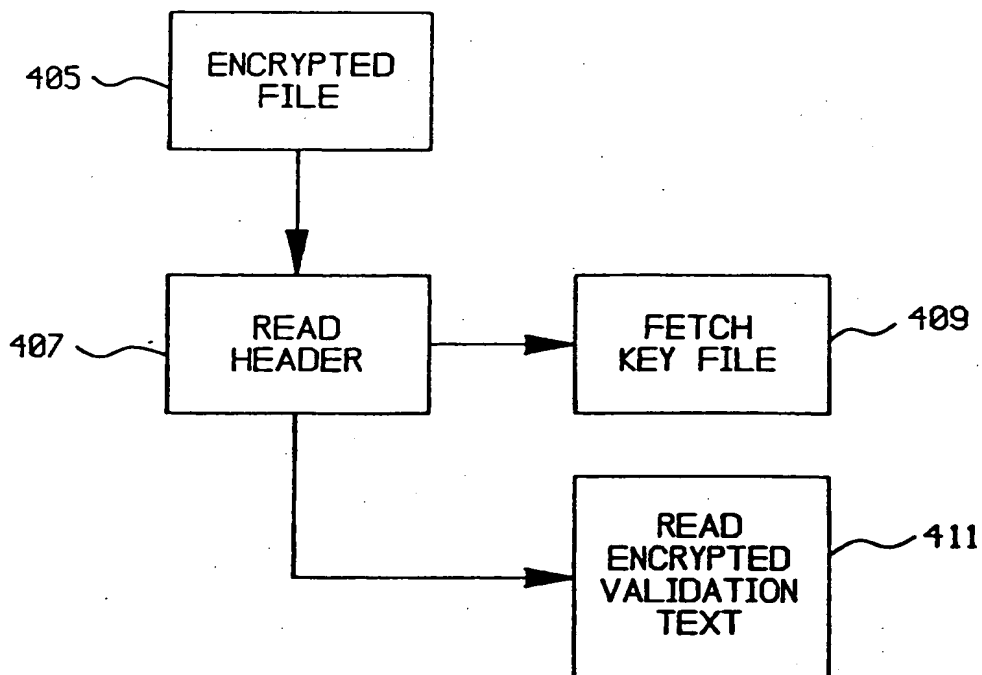 405
ENCRYPTED
FILE
407
READ
HEADER
FETCH
KEY FILE
409
READ
ENCRYPTED
VALIDATION
TEXT
411